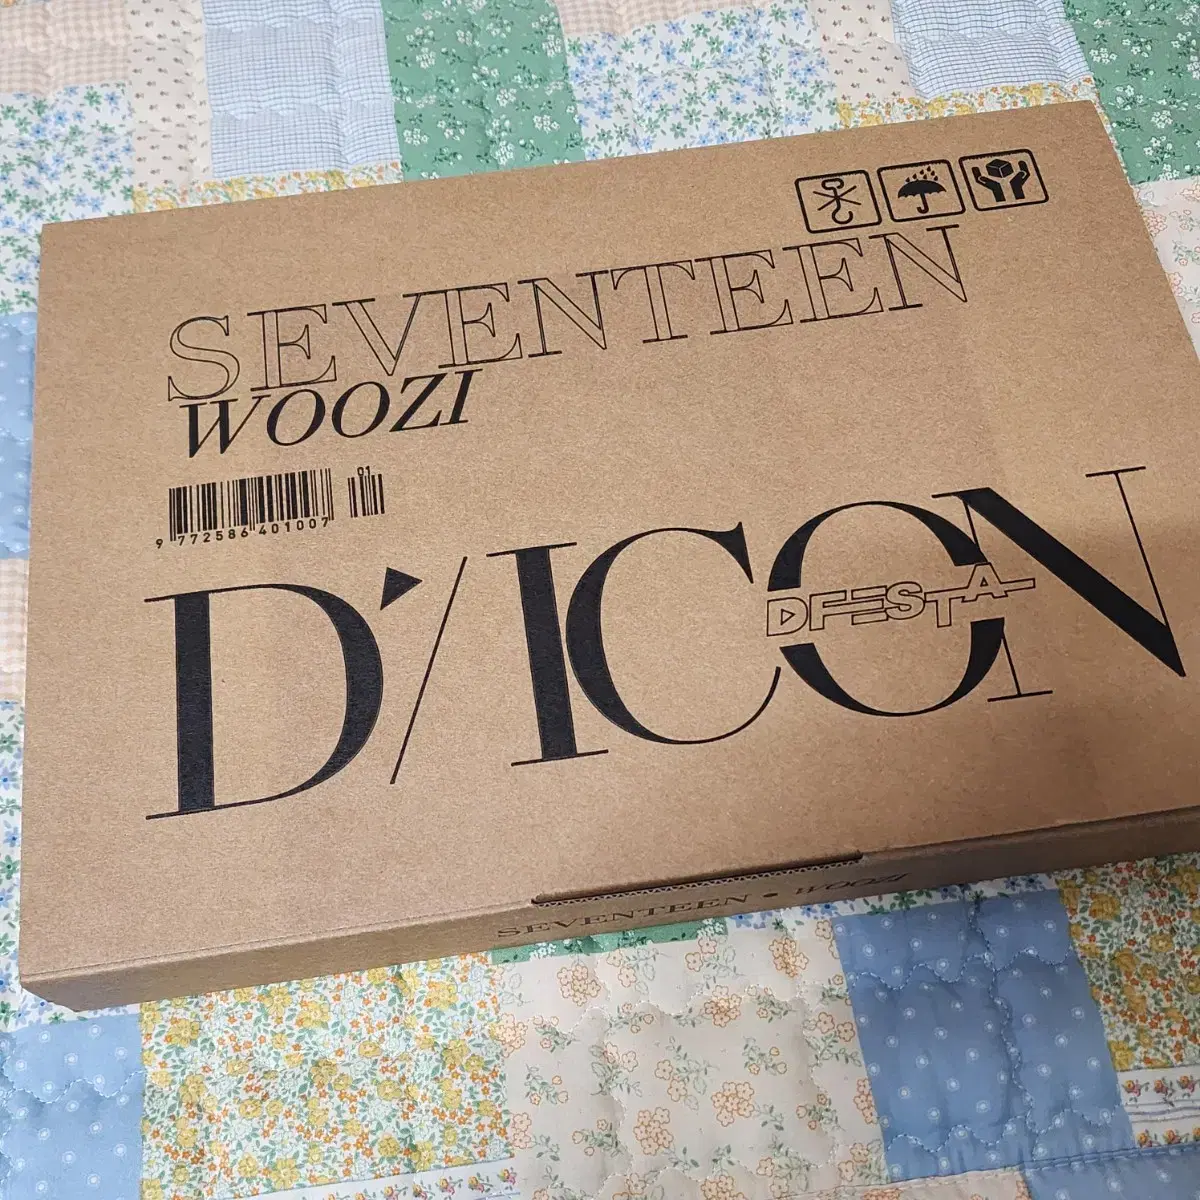 SEVENTEEN
WOOZI
01
9 772586 401007
D'/ICON
DFESTA
SEVENTEEN • WOOZI